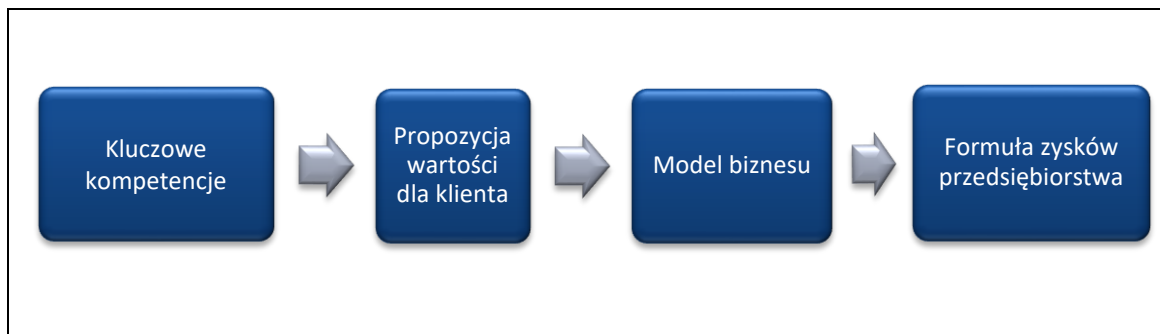 Kluczowe
kompetencje
Propozycja
wartości
dla klienta
Model biznesu
Formuła zysków
przedsiębiorstwa